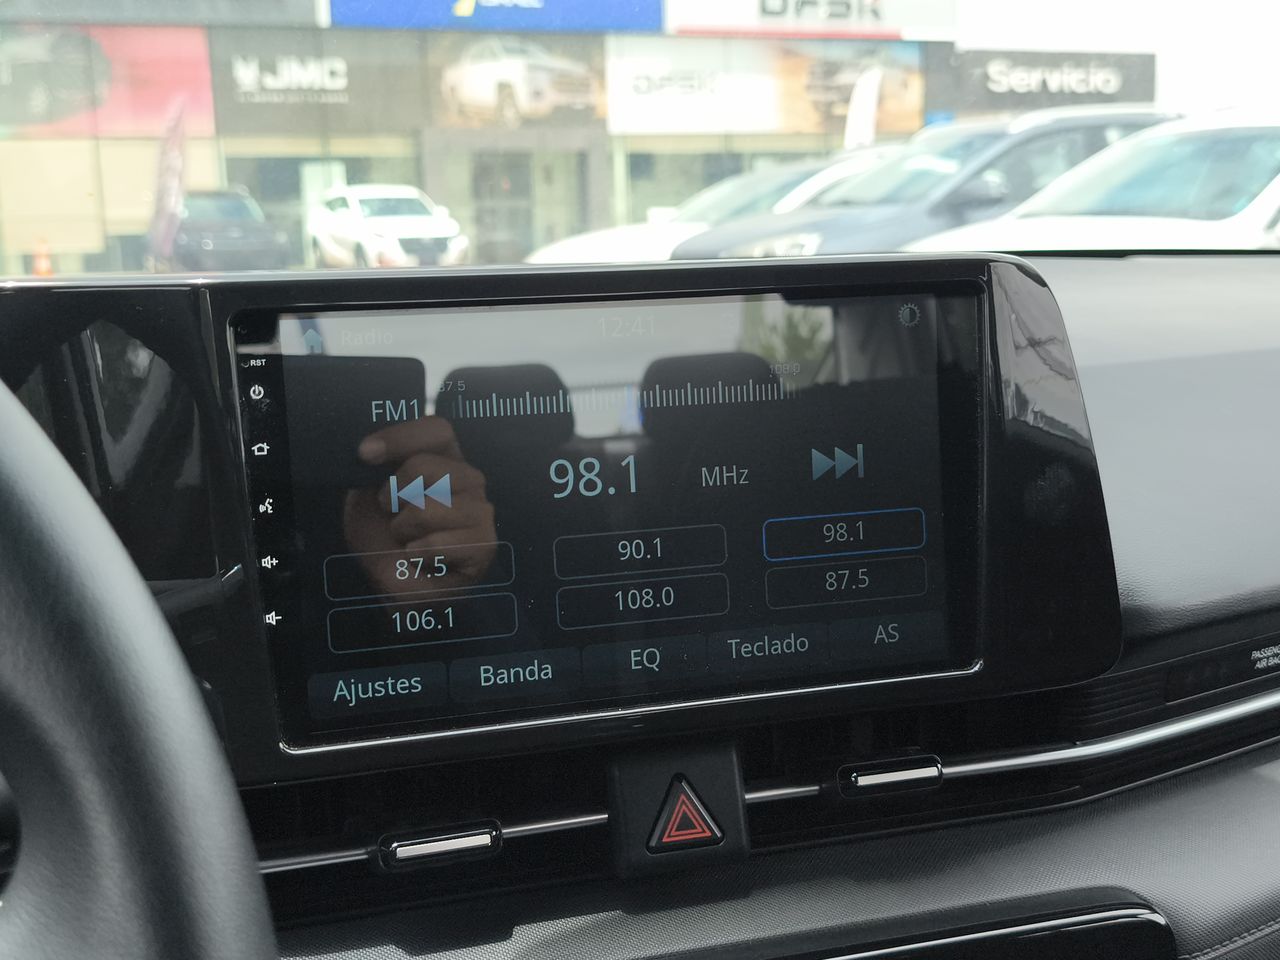 DFSK
JMC
DFSK
Servicio
Radio
12:41
RST
87.5
108.0
FM1
98.1 MHz
87.5
90.1
98.1
106.1
108.0
87.5
Ajustes
Banda
EQ
Teclado
AS